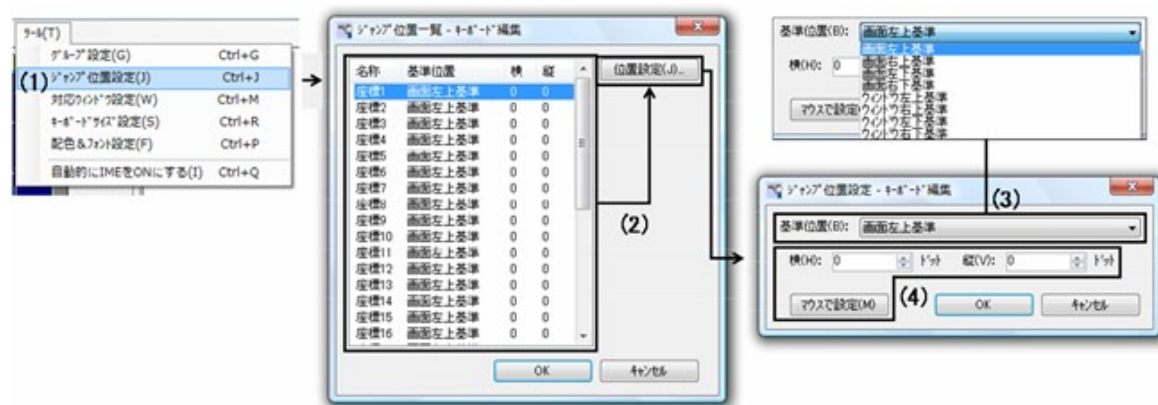 ﾂｰﾙ(T)
ｸﾞﾙｰﾌﾟ設定(G) Ctrl+G
(1) ｼﾞｬﾝﾌﾟ位置設定(J) Ctrl+J
対応ｳｨﾝﾄﾞｳ設定(W) Ctrl+M
ｷｰﾎﾞｰﾄﾞｻｲｽﾞ設定(S) Ctrl+R
配色&ﾌｫﾝﾄ設定(F) Ctrl+P
自動的にIMEをONにする(I) Ctrl+Q
ｼﾞｬﾝﾌﾟ位置一覧 - ｷｰﾎﾞｰﾄﾞ編集
名称 基準位置 横 縦
座標1 画面左上基準 0 0
座標2 画面左上基準 0 0
座標3 画面左上基準 0 0
座標4 画面左上基準 0 0
座標5 画面左上基準 0 0
座標6 画面左上基準 0 0
座標7 画面左上基準 0 0
座標8 画面左上基準 0 0
座標9 画面左上基準 0 0
座標10 画面左上基準 0 0
座標11 画面左上基準 0 0
座標12 画面左上基準 0 0
座標13 画面左上基準 0 0
座標14 画面左上基準 0 0
座標15 画面左上基準 0 0
座標16 画面左上基準 0 0
位置設定(J)...
(2)
OK ｷｬﾝｾﾙ
基準位置(B): 画面左上基準
横(H): 0
マウスで設定
画面左上基準
画面右上基準
画面左下基準
画面右下基準
ウィンドウ左上基準
ウィンドウ右上基準
ウィンドウ左下基準
ウィンドウ右下基準
(3)
ｼﾞｬﾝﾌﾟ位置設定 - ｷｰﾎﾞｰﾄﾞ編集
基準位置(B): 画面左上基準
横(H): 0 ﾄﾞｯﾄ 縦(V): 0 ﾄﾞｯﾄ
マウスで設定(M) (4) OK ｷｬﾝｾﾙ